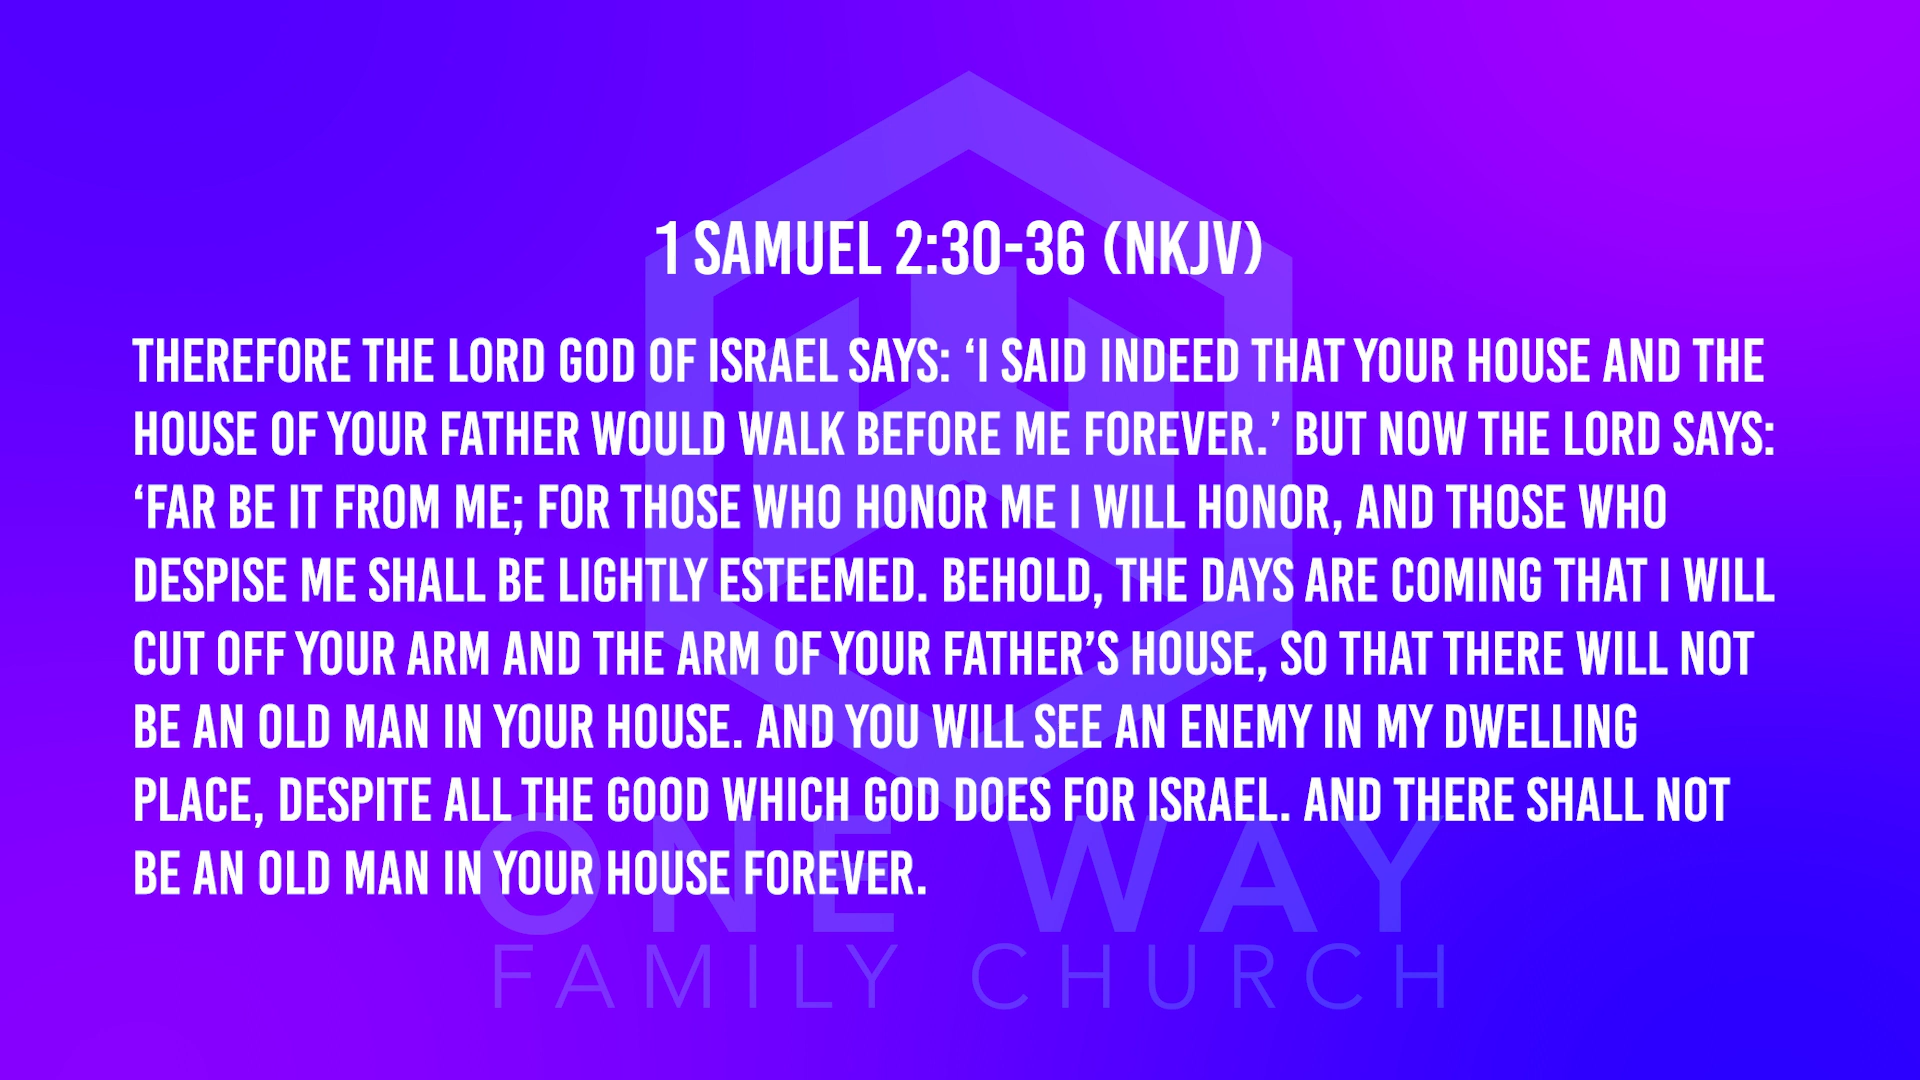 1 SAMUEL 2:30-36 (NKJV)
THEREFORE THE LORD GOD OF ISRAEL SAYS: ‘I SAID INDEED THAT YOUR HOUSE AND THE
HOUSE OF YOUR FATHER WOULD WALK BEFORE ME FOREVER.’ BUT NOW THE LORD SAYS:
‘FAR BE IT FROM ME; FOR THOSE WHO HONOR ME I WILL HONOR, AND THOSE WHO
DESPISE ME SHALL BE LIGHTLY ESTEEMED. BEHOLD, THE DAYS ARE COMING THAT I WILL
CUT OFF YOUR ARM AND THE ARM OF YOUR FATHER’S HOUSE, SO THAT THERE WILL NOT
BE AN OLD MAN IN YOUR HOUSE. AND YOU WILL SEE AN ENEMY IN MY DWELLING
PLACE, DESPITE ALL THE GOOD WHICH GOD DOES FOR ISRAEL. AND THERE SHALL NOT
BE AN OLD MAN IN YOUR HOUSE FOREVER.
ONE WAY
FAMILY CHURCH